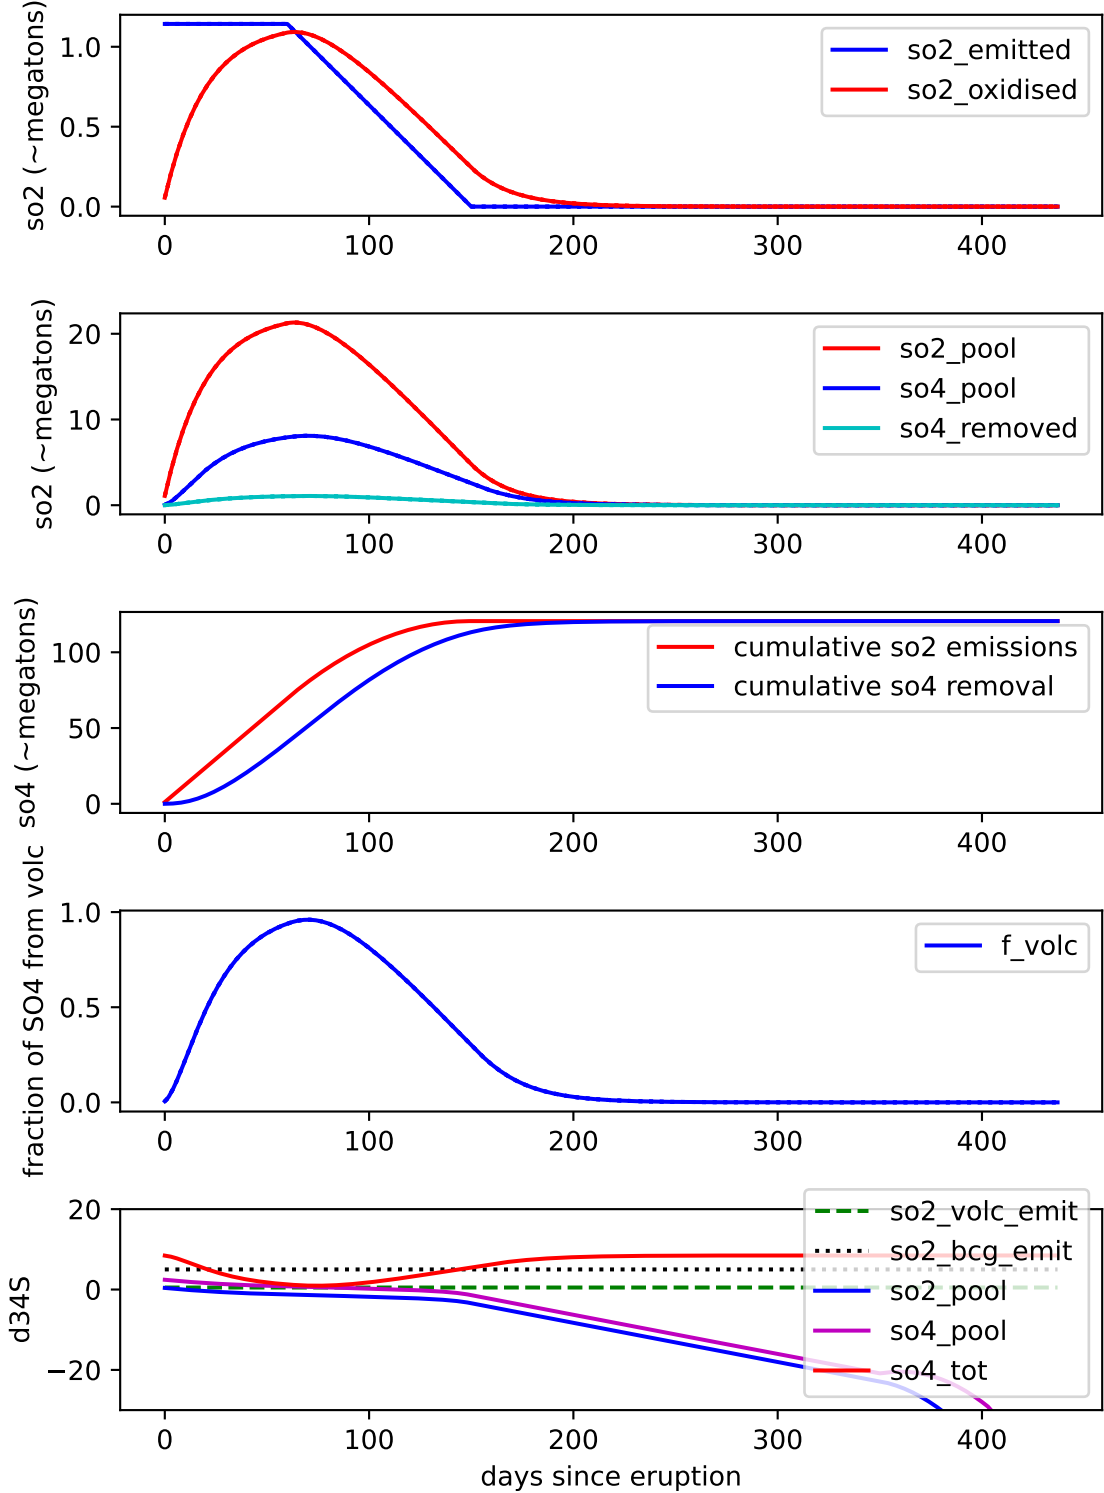 so2 (~megatons)
1.0
0.5
0.0
so2_emitted
so2_oxidised
0 100 200 300 400
so2 (~megatons)
20
10
0
so2_pool
so4_pool
so4_removed
0 100 200 300 400
so4 (~megatons)
100
50
0
cumulative so2 emissions
cumulative so4 removal
0 100 200 300 400
fraction of SO4 from volc
1.0
0.5
0.0
f_volc
0 100 200 300 400
d34S
20
0
−20
so2_volc_emit
so2_bcg_emit
so2_pool
so4_pool
so4_tot
0 100 200 300 400
days since eruption